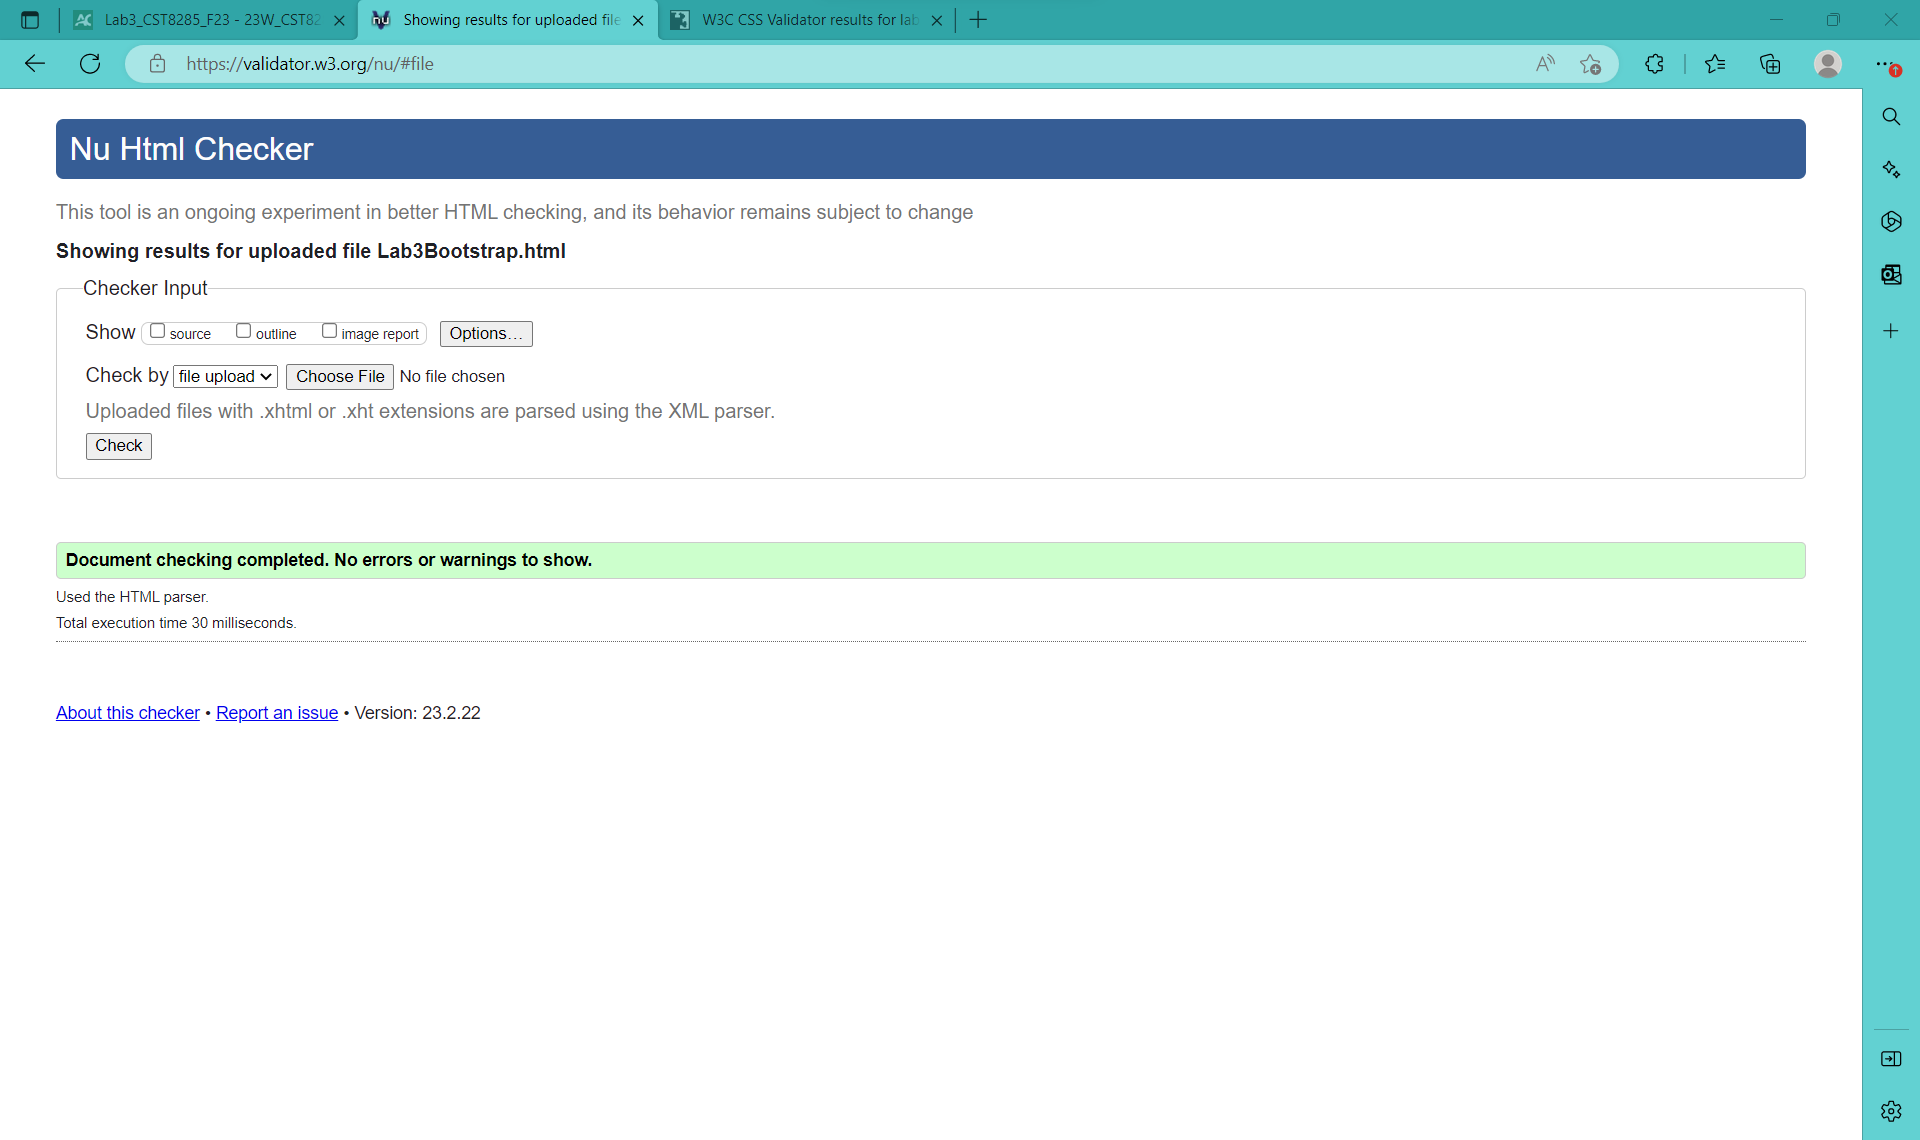 Lab3_CST8285_F23 - 23W_CST82
Showing results for uploaded file
W3C CSS Validator results for lab
https://validator.w3.org/nu/#file
Nu Html Checker
This tool is an ongoing experiment in better HTML checking, and its behavior remains subject to change
Showing results for uploaded file Lab3Bootstrap.html
Checker Input
Show source outline image report Options...
Check by file upload Choose File No file chosen
Uploaded files with .xhtml or .xht extensions are parsed using the XML parser.
Check
Document checking completed. No errors or warnings to show.
Used the HTML parser.
Total execution time 30 milliseconds.
About this checker • Report an issue • Version: 23.2.22